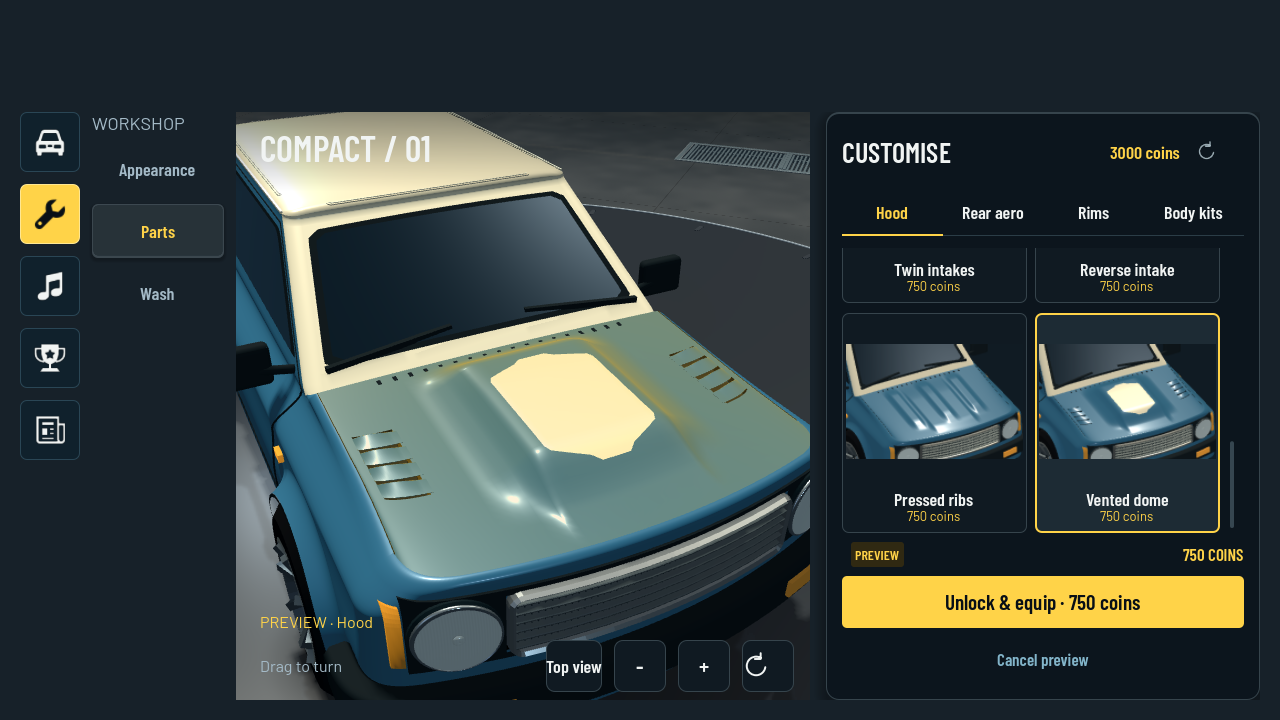 WORKSHOP
Appearance
Parts
Wash
COMPACT / 01
PREVIEW · Hood
Drag to turn
Top view
-
+
CUSTOMISE
3000 coins
Hood
Rear aero
Rims
Body kits
Twin intakes
750 coins
Reverse intake
750 coins
Pressed ribs
750 coins
Vented dome
750 coins
PREVIEW
750 COINS
Unlock & equip · 750 coins
Cancel preview